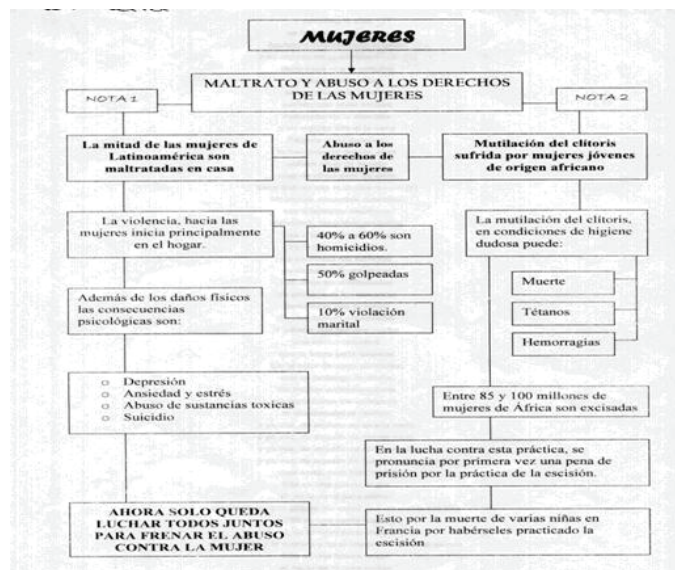 MUJERES
MALTRATO Y ABUSO A LOS DERECHOS
DE LAS MUJERES
NOTA 1
NOTA 2
La mitad de las mujeres de
Latinoamérica son
maltratadas en casa
Abuso a los
derechos de
las mujeres
Mutilación del clítoris
sufrida por mujeres jóvenes
de origen africano
La violencia, hacia las
mujeres inicia principalmente
en el hogar.
40% a 60% son
homicidios.
50% golpeadas
10% violación
marital
La mutilación del clítoris,
en condiciones de higiene
dudosa puede:
Muerte
Tétanos
Hemorragias
Además de los daños físicos
las consecuencias
psicológicas son:
o Depresión
o Ansiedad y estrés
o Abuso de sustancias toxicas
o Suicidio
Entre 85 y 100 millones de
mujeres de África son excisadas
En la lucha contra esta práctica, se
pronuncia por primera vez una pena de
prisión por la práctica de la escisión.
Esto por la muerte de varias niñas en
Francia por habérseles practicado la
escisión
AHORA SOLO QUEDA
LUCHAR TODOS JUNTOS
PARA FRENAR EL ABUSO
CONTRA LA MUJER